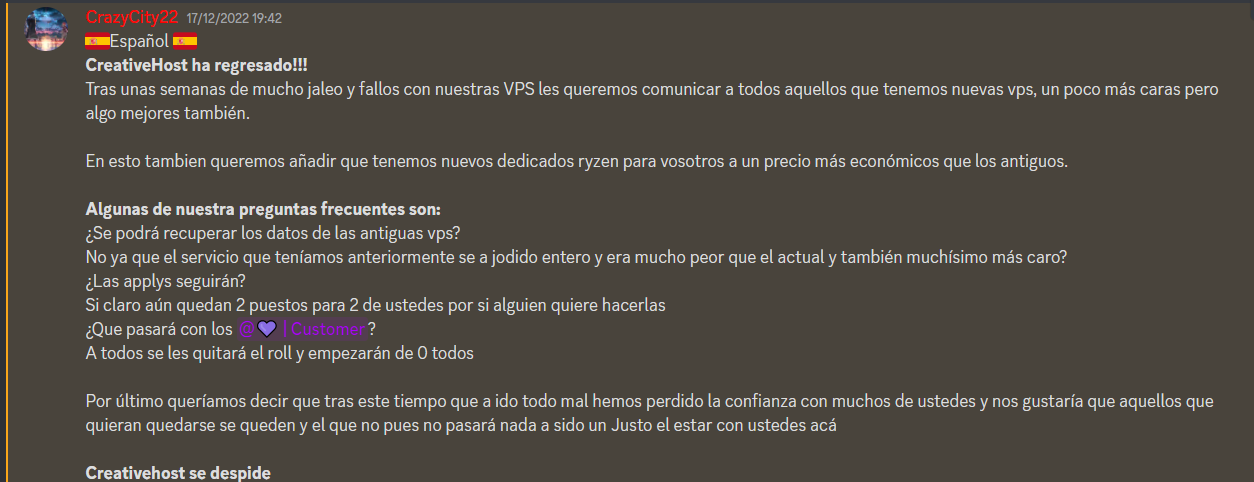 CrazyCity22 17/12/2022 19:42
Español
CreativeHost ha regresado!!!
Tras unas semanas de mucho jaleo y fallos con nuestras VPS les queremos comunicar a todos aquellos que tenemos nuevas vps, un poco más caras pero
algo mejores también.
En esto tambien queremos añadir que tenemos nuevos dedicados ryzen para vosotros a un precio más económicos que los antiguos.
Algunas de nuestra preguntas frecuentes son:
¿Se podrá recuperar los datos de las antiguas vps?
No ya que el servicio que teníamos anteriormente se a jodido entero y era mucho peor que el actual y también muchísimo más caro?
¿Las applys seguirán?
Si claro aún quedan 2 puestos para 2 de ustedes por si alguien quiere hacerlas
¿Que pasará con los @💜 | Customer?
A todos se les quitará el roll y empezarán de 0 todos
Por último queríamos decir que tras este tiempo que a ido todo mal hemos perdido la confianza con muchos de ustedes y nos gustaría que aquellos que
quieran quedarse se queden y el que no pues no pasará nada a sido un Justo el estar con ustedes acá
Creativehost se despide